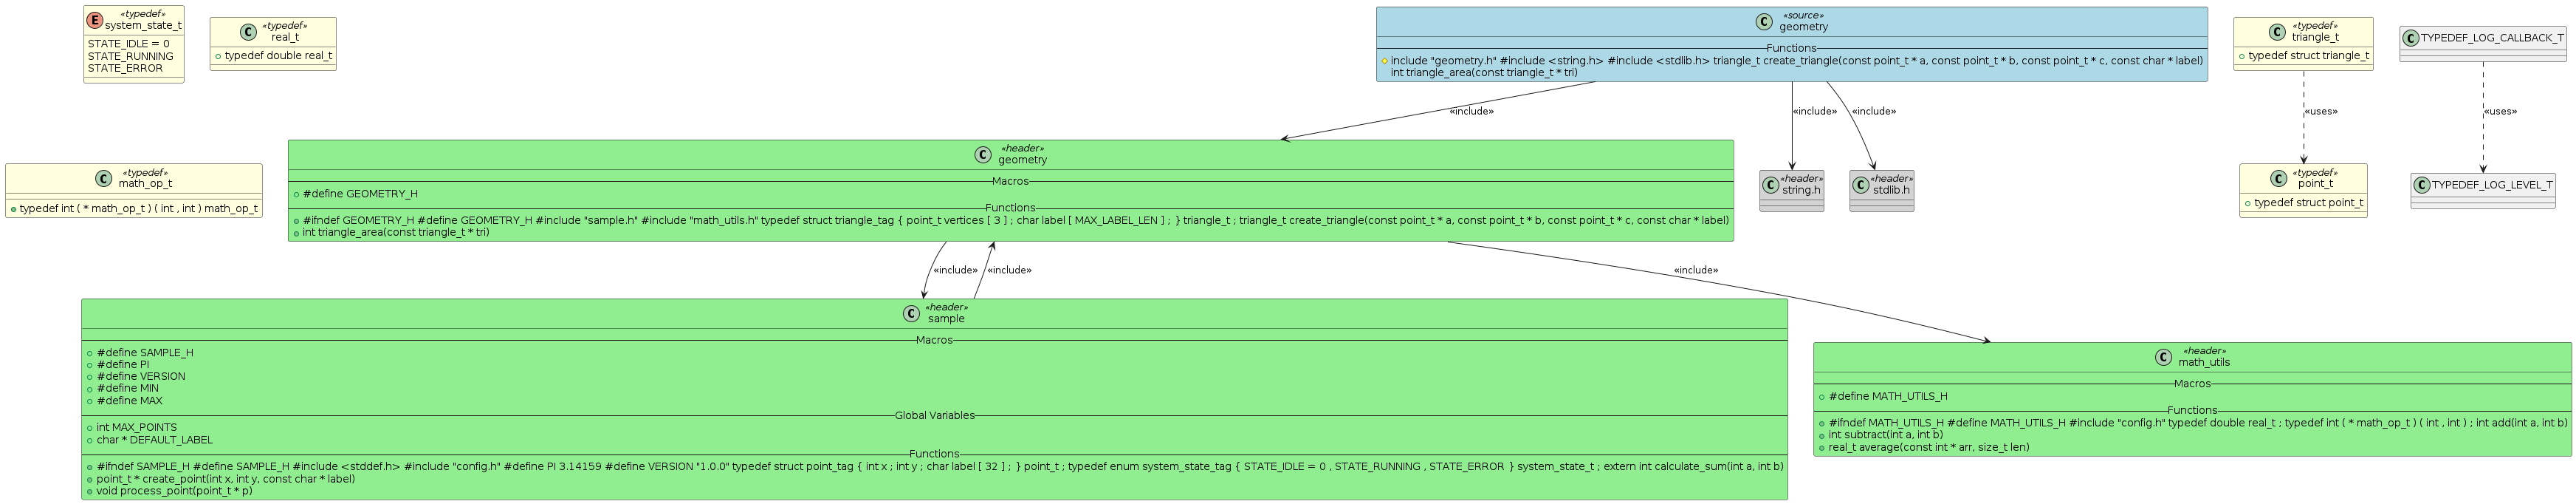 E
«typedef»
system_state_t
STATE_IDLE = 0
STATE_RUNNING
STATE_ERROR
C
«typedef»
real_t
typedef double real_t
C
«source»
geometry
Functions
include "geometry.h" #include <string.h> #include <stdlib.h> triangle_t create_triangle(const point_t * a, const point_t * b, const point_t * c, const char * label)
int triangle_area(const triangle_t * tri)
C
«typedef»
triangle_t
typedef struct triangle_t
C
TYPEDEF_LOG_CALLBACK_T
«include»
«include»
«include»
«uses»
«uses»
C
«typedef»
math_op_t
typedef int ( * math_op_t ) ( int , int ) math_op_t
C
«header»
geometry
Macros
#define GEOMETRY_H
Functions
#ifndef GEOMETRY_H #define GEOMETRY_H #include "sample.h" #include "math_utils.h" typedef struct triangle_tag { point_t vertices [ 3 ] ; char label [ MAX_LABEL_LEN ] ; } triangle_t ; triangle_t create_triangle(const point_t * a, const point_t * b, const point_t * c, const char * label)
int triangle_area(const triangle_t * tri)
C
«header»
string.h
C
«header»
stdlib.h
C
«typedef»
point_t
typedef struct point_t
C
TYPEDEF_LOG_LEVEL_T
«include»
«include»
«include»
C
«header»
sample
Macros
#define SAMPLE_H
#define PI
#define VERSION
#define MIN
#define MAX
Global Variables
int MAX_POINTS
char * DEFAULT_LABEL
Functions
#ifndef SAMPLE_H #define SAMPLE_H #include <stddef.h> #include "config.h" #define PI 3.14159 #define VERSION "1.0.0" typedef struct point_tag { int x ; int y ; char label [ 32 ] ; } point_t ; typedef enum system_state_tag { STATE_IDLE = 0 , STATE_RUNNING , STATE_ERROR } system_state_t ; extern int calculate_sum(int a, int b)
point_t * create_point(int x, int y, const char * label)
void process_point(point_t * p)
C
«header»
math_utils
Macros
#define MATH_UTILS_H
Functions
#ifndef MATH_UTILS_H #define MATH_UTILS_H #include "config.h" typedef double real_t ; typedef int ( * math_op_t ) ( int , int ) ; int add(int a, int b)
int subtract(int a, int b)
real_t average(const int * arr, size_t len)